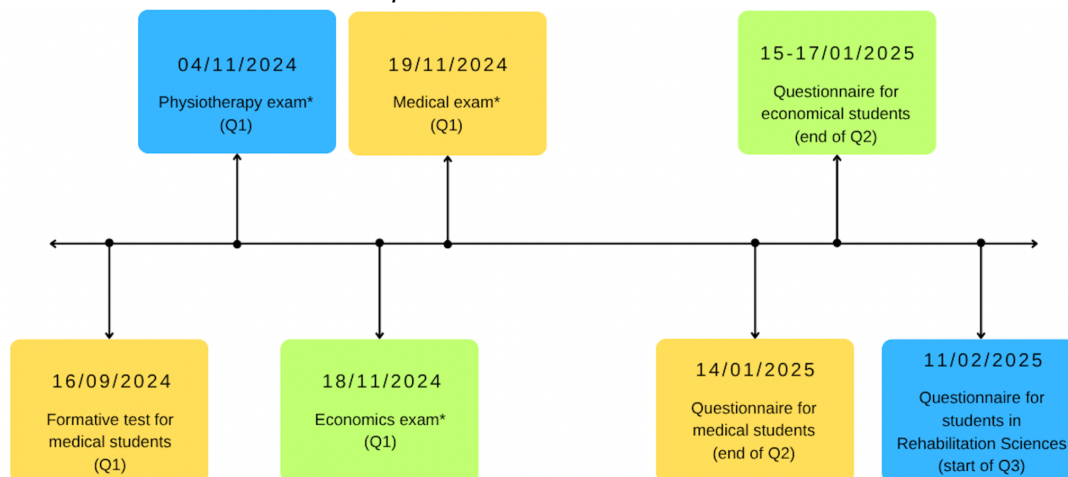 04/11/2024
Physiotherapy exam*
(Q1)
19/11/2024
Medical exam*
(Q1)
15-17/01/2025
Questionnaire for
economical students
(end of Q2)
16/09/2024
Formative test for
medical students
(Q1)
18/11/2024
Economics exam*
(Q1)
14/01/2025
Questionnaire for
medical students
(end of Q2)
11/02/2025
Questionnaire for
students in
Rehabilitation Sciences
(start of Q3)